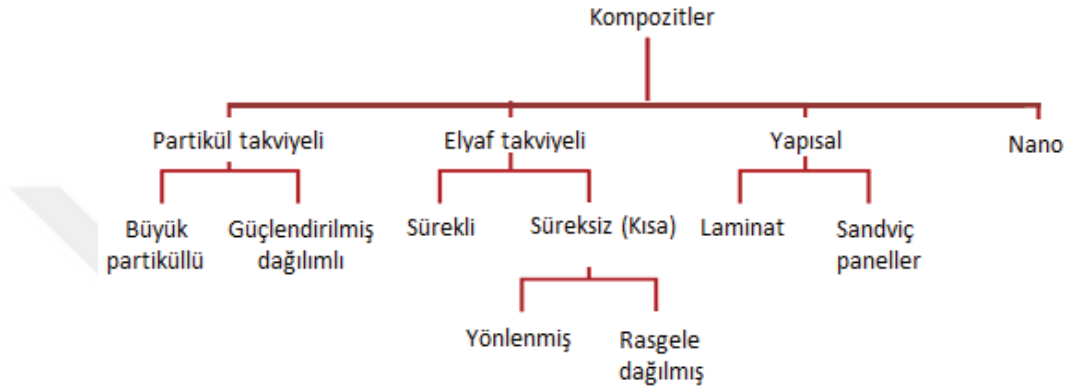 Kompozitler
Partikül takviyeli
Elyaf takviyeli
Yapısal
Nano
Büyük
partiküllü
Güçlendirilmiş
dağılımlı
Sürekli
Süreksiz (Kısa)
Laminat
Sandviç
paneller
Yönlenmiş
Rasgele
dağılmış